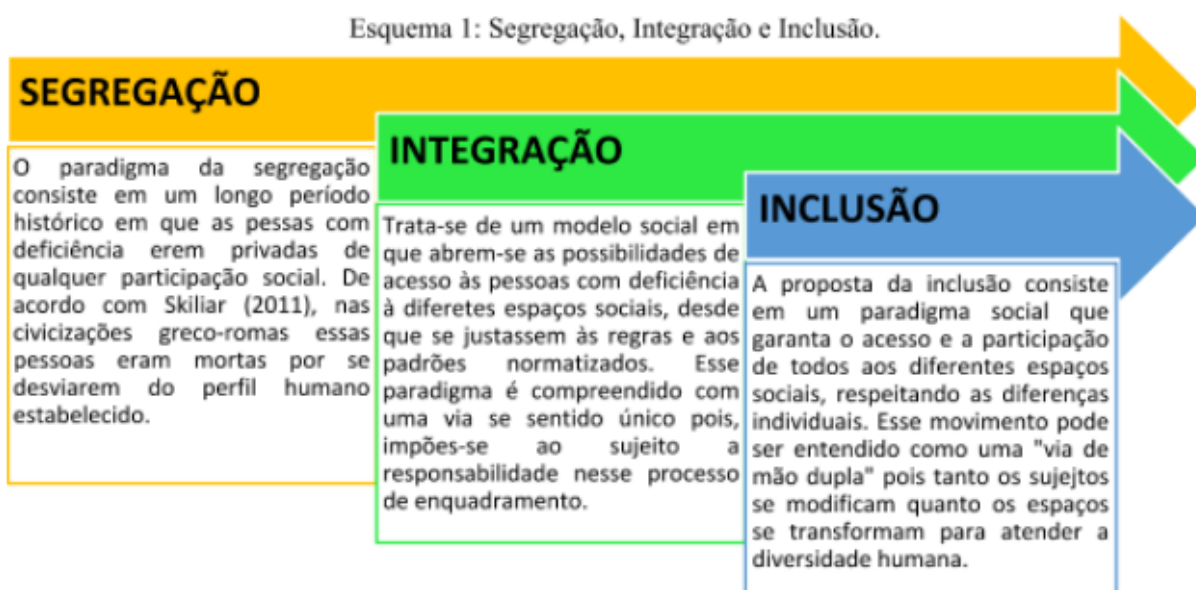 Esquema 1: Segregação, Integração e Inclusão.
SEGREGAÇÃO
O paradigma da segregação
consiste em um longo período
histórico em que as pessas com
deficiência erem privadas de
qualquer participação social. De
acordo com Skiliar (2011), nas
civicizações greco-romas essas
pessoas eram mortas por se
desviarem do perfil humano
estabelecido.
INTEGRAÇÃO
Trata-se de um modelo social em
que abrem-se as possibilidades de
acesso às pessoas com deficiência
à diferetes espaços sociais, desde
que se justassem às regras e aos
padrões normatizados. Esse
paradigma é compreendido com
uma via se sentido único pois,
impões-se ao sujeito a
responsabilidade nesse processo
de enquadramento.
INCLUSÃO
A proposta da inclusão consiste
em um paradigma social que
garanta o acesso e a participação
de todos aos diferentes espaços
sociais, respeitando as diferenças
individuais. Esse movimento pode
ser entendido como uma "via de
mão dupla" pois tanto os sujejtos
se modificam quanto os espaços
se transformam para atender a
diversidade humana.